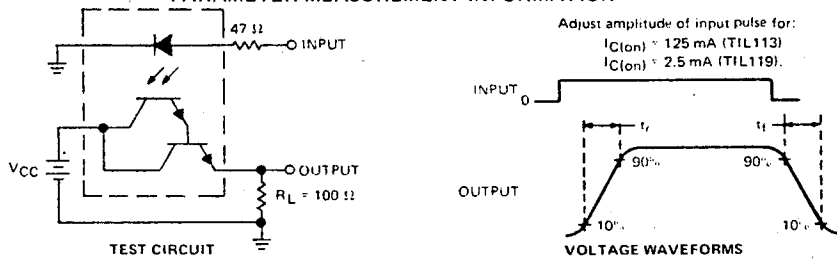 PARAMETER MEASUREMENT INFORMATION
47 Ω
INPUT
VCC
OUTPUT
RL = 100 Ω
TEST CIRCUIT
Adjust amplitude of input pulse for:
IC(on) = 125 mA (TIL113)
IC(on) = 2.5 mA (TIL119).
INPUT
0
tr
tf
90%
90%
OUTPUT
10%
10%
VOLTAGE WAVEFORMS